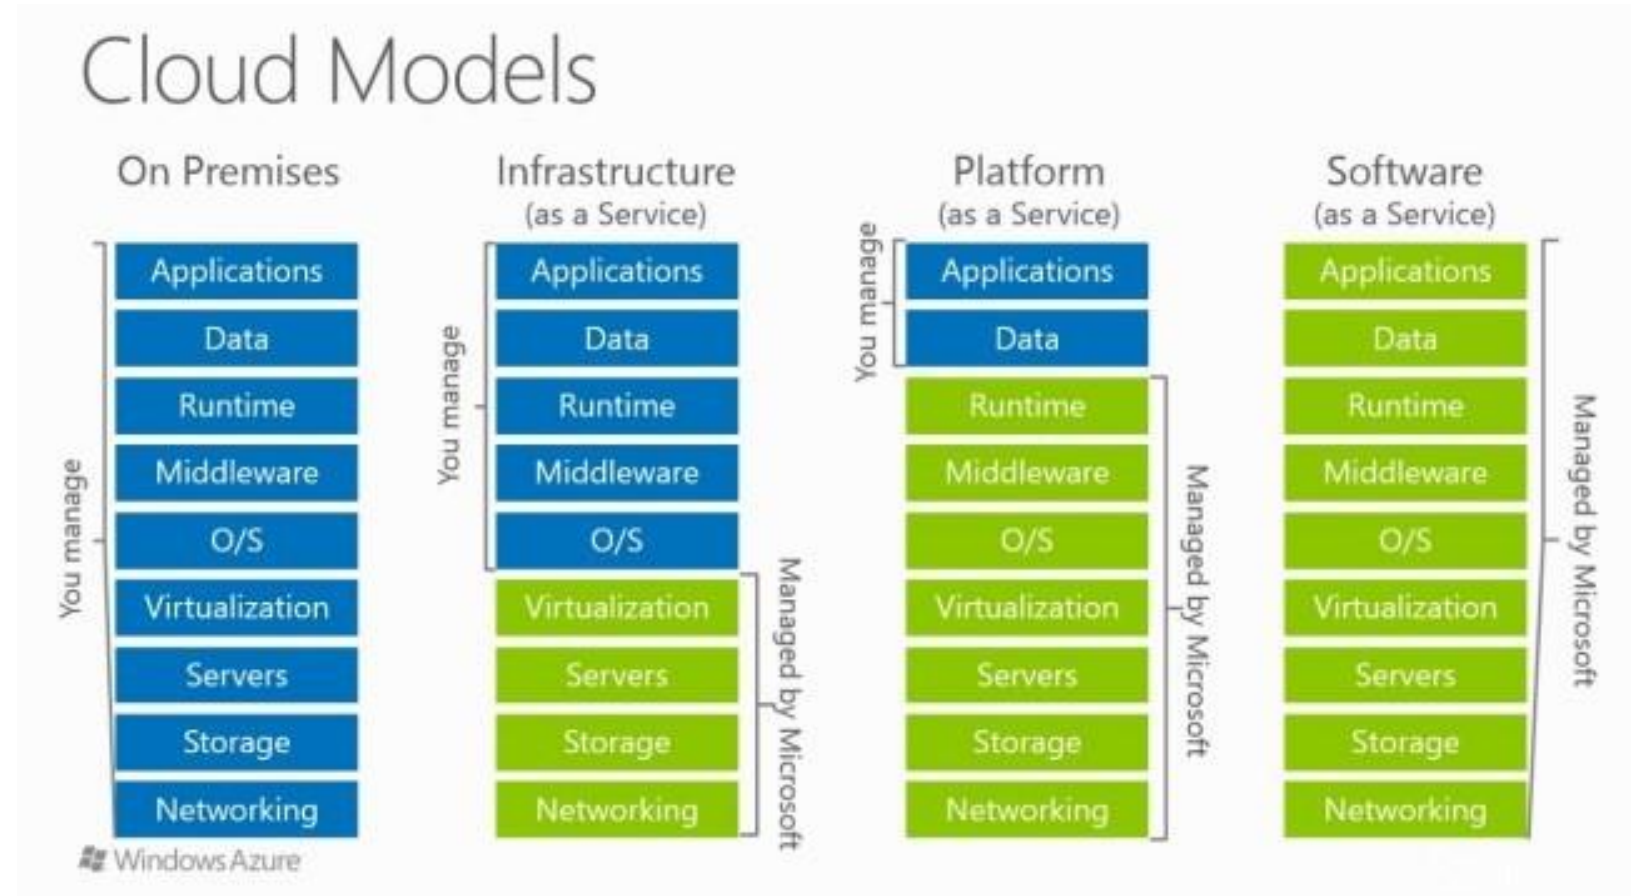 Cloud Models
On Premises
You manage
Applications
Data
Runtime
Middleware
O/S
Virtualization
Servers
Storage
Networking
Infrastructure
(as a Service)
You manage
Applications
Data
Runtime
Middleware
O/S
Virtualization
Servers
Storage
Networking
Managed by Microsoft
Platform
(as a Service)
You manage
Applications
Data
Runtime
Middleware
O/S
Virtualization
Servers
Storage
Networking
Managed by Microsoft
Software
(as a Service)
Applications
Data
Runtime
Middleware
O/S
Virtualization
Servers
Storage
Networking
Managed by Microsoft
Windows Azure